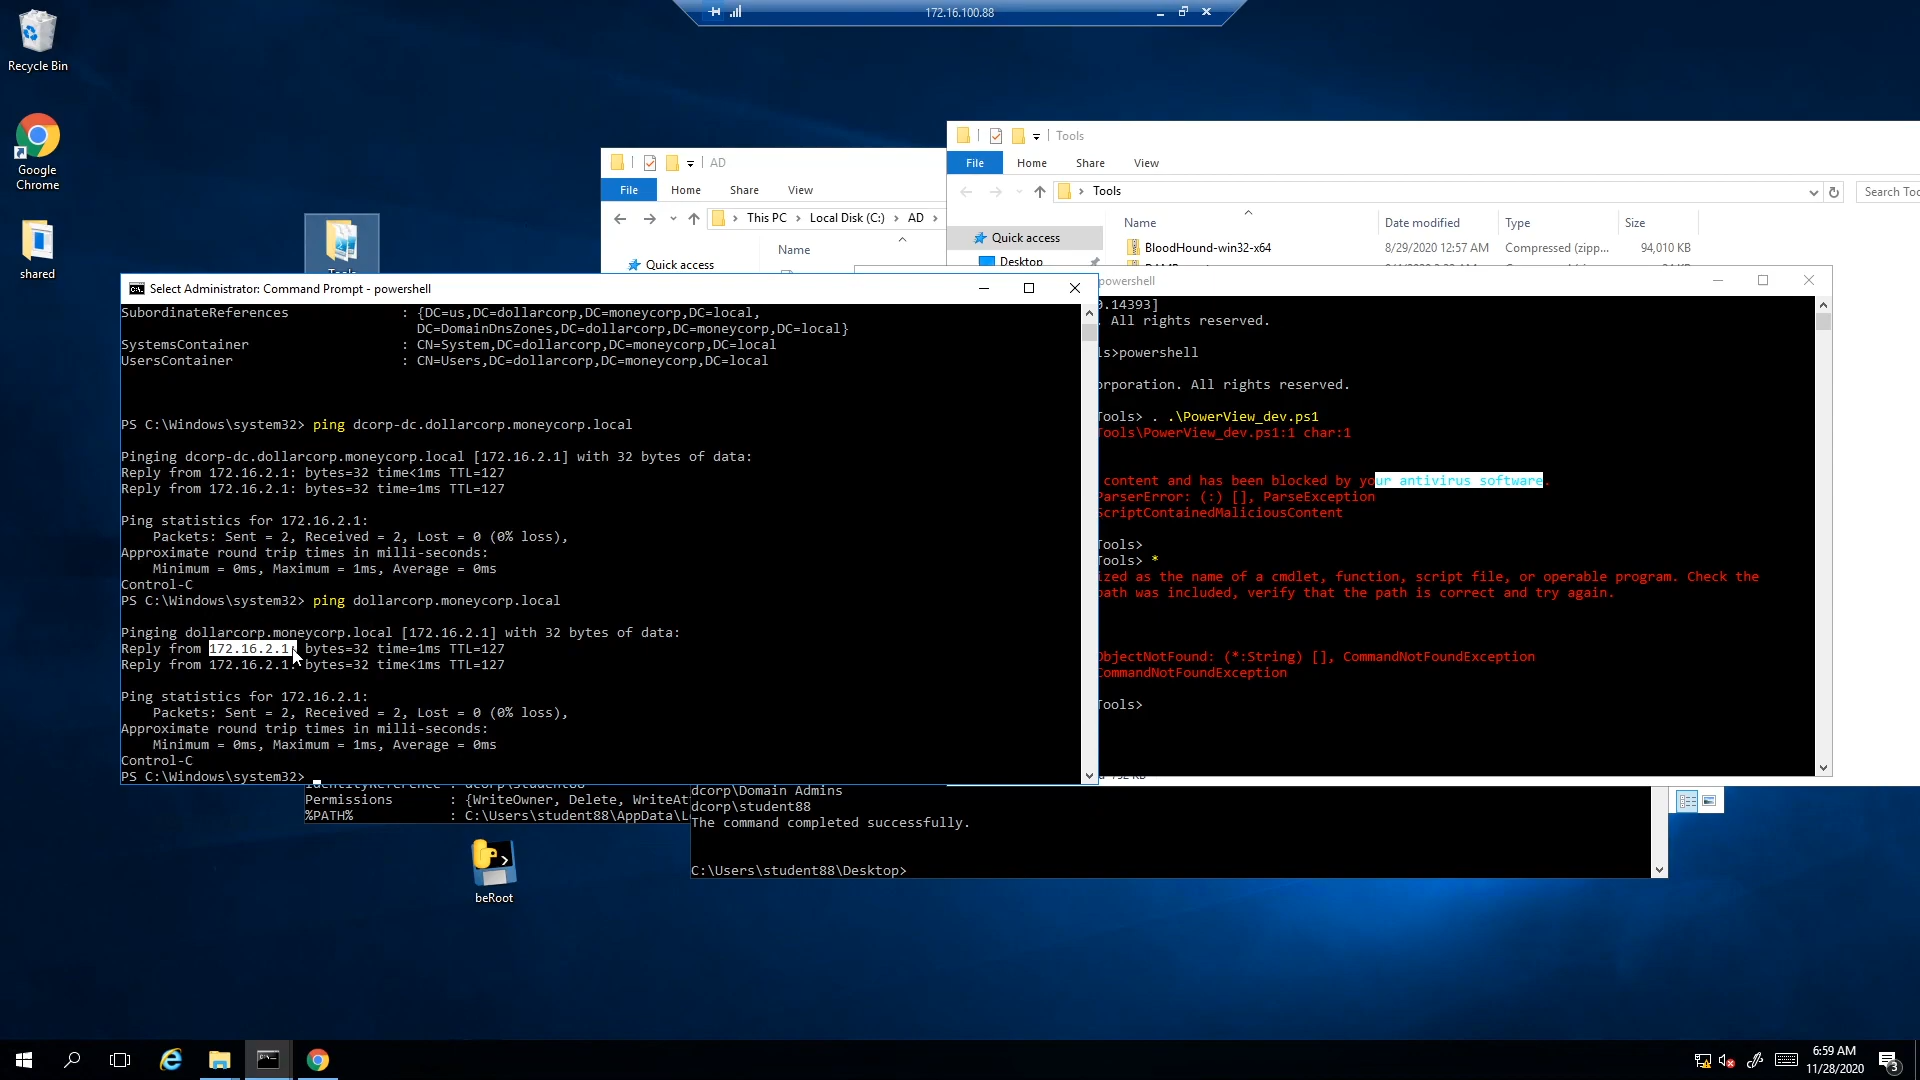 172.16.100.88
Recycle Bin
Google
Chrome
shared
Tools
File Home Share View
Tools
Search Too
Name Date modified Type Size
Quick access
BloodHound-win32-x64 8/29/2020 12:57 AM Compressed (zipp... 94,010 KB
Desktop
AD
File Home Share View
This PC Local Disk (C:) AD
Name
Quick access
Select Administrator: Command Prompt - powershell
SubordinateReferences : {DC=us,DC=dollarcorp,DC=moneycorp,DC=local,
DC=DomainDnsZones,DC=dollarcorp,DC=moneycorp,DC=local}
SystemsContainer : CN=System,DC=dollarcorp,DC=moneycorp,DC=local
UsersContainer : CN=Users,DC=dollarcorp,DC=moneycorp,DC=local
PS C:\Windows\system32> ping dcorp-dc.dollarcorp.moneycorp.local
Pinging dcorp-dc.dollarcorp.moneycorp.local [172.16.2.1] with 32 bytes of data:
Reply from 172.16.2.1: bytes=32 time<1ms TTL=127
Reply from 172.16.2.1: bytes=32 time=1ms TTL=127
Ping statistics for 172.16.2.1:
Packets: Sent = 2, Received = 2, Lost = 0 (0% loss),
Approximate round trip times in milli-seconds:
Minimum = 0ms, Maximum = 1ms, Average = 0ms
Control-C
PS C:\Windows\system32> ping dollarcorp.moneycorp.local
Pinging dollarcorp.moneycorp.local [172.16.2.1] with 32 bytes of data:
Reply from 172.16.2.1: bytes=32 time=1ms TTL=127
Reply from 172.16.2.1: bytes=32 time<1ms TTL=127
Ping statistics for 172.16.2.1:
Packets: Sent = 2, Received = 2, Lost = 0 (0% loss),
Approximate round trip times in milli-seconds:
Minimum = 0ms, Maximum = 1ms, Average = 0ms
Control-C
PS C:\Windows\system32>
powershell
0.14393]
. All rights reserved.
ls>powershell
orporation. All rights reserved.
Tools> . .\PowerView_dev.ps1
Tools\PowerView_dev.ps1:1 char:1
content and has been blocked by your antivirus software.
ParserError: (:) [], ParseException
ScriptContainedMaliciousContent
Tools>
Tools> *
ized as the name of a cmdlet, function, script file, or operable program. Check the
path was included, verify that the path is correct and try again.
ObjectNotFound: (*:String) [], CommandNotFoundException
CommandNotFoundException
Tools>
Permissions : {WriteOwner, Delete, WriteAt
%PATH% : C:\Users\student88\AppData\L
dcorp\Domain Admins
dcorp\student88
The command completed successfully.
C:\Users\student88\Desktop>
beRoot
6:59 AM
11/28/2020
3